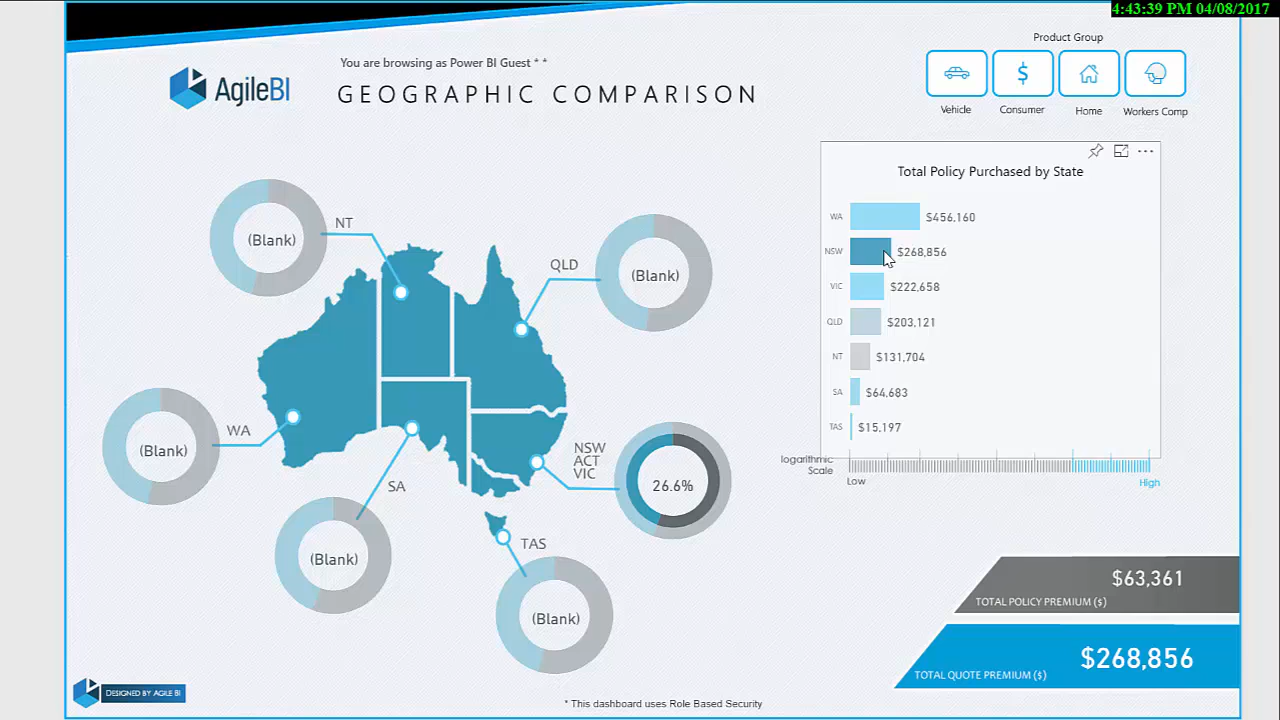 4:43:39 PM 04/08/2017
Product Group
You are browsing as Power BI Guest * *
AgileBI
GEOGRAPHIC COMPARISON
Vehicle
Consumer
Home
Workers Comp
Total Policy Purchased by State
WA $456,160
NSW $268,856
VIC $222,658
QLD $203,121
NT $131,704
SA $64,683
TAS $15,197
logarithmic
Scale
Low
High
NT
(Blank)
QLD
(Blank)
WA
(Blank)
NSW
ACT
VIC
26.6%
SA
(Blank)
TAS
(Blank)
$63,361
TOTAL POLICY PREMIUM ($)
$268,856
TOTAL QUOTE PREMIUM ($)
DESIGNED BY AGILE BI
* This dashboard uses Role Based Security